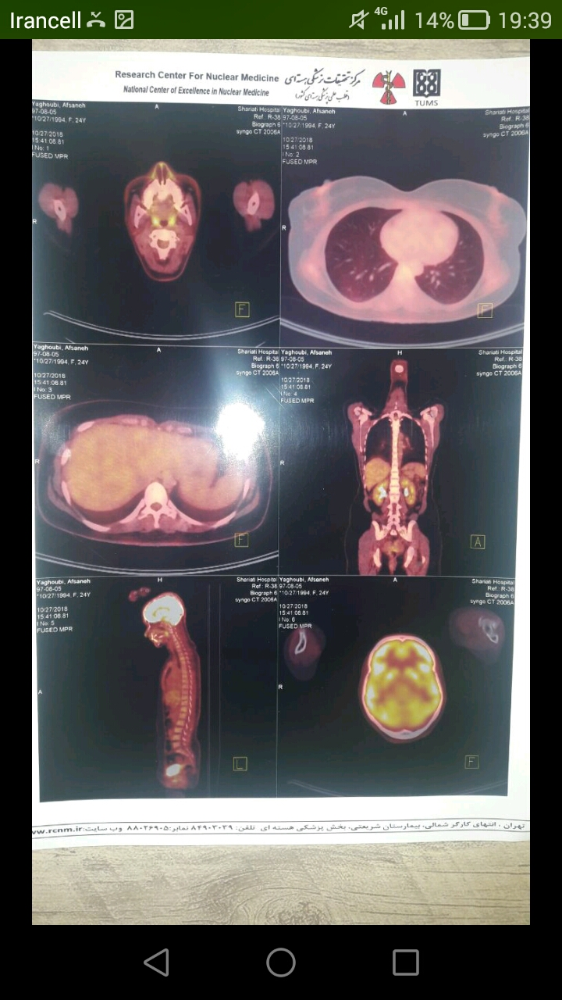 Irancell 4G 14% 19:39
Research Center For Nuclear Medicine
National Center of Excellence in Nuclear Medicine
مرکز تحقیقات پزشکی هسته‌ای
TUMS
Yaghoubi, Afsaneh
97-08-05
*10/27/1994, F, 24Y
10/27/2018
15:41:08.81
I No: 1
FUSED MPR
A
Shariati Hospital
Ref.: R-38
Biograph 6
syngo CT 2006A
R
F
Yaghoubi, Afsaneh
97-08-05
*10/27/1994, F, 24Y
10/27/2018
15:41:08.81
I No: 2
FUSED MPR
A
Shariati Hospital
Ref.: R-38
Biograph 6
syngo CT 2006A
R
F
Yaghoubi, Afsaneh
97-08-05
*10/27/1994, F, 24Y
10/27/2018
15:41:08.81
I No: 3
FUSED MPR
A
Shariati Hospital
Ref.: R-38
Biograph 6
syngo CT 2006A
R
F
Yaghoubi, Afsaneh
97-08-05
*10/27/1994, F, 24Y
10/27/2018
15:41:08.81
I No: 4
FUSED MPR
H
Shariati Hospital
Ref.: R-38
Biograph 6
syngo CT 2006A
R
A
Yaghoubi, Afsaneh
97-08-05
*10/27/1994, F, 24Y
10/27/2018
15:41:08.81
I No: 5
FUSED MPR
H
Shariati Hospital
Ref.: R-38
Biograph 6
syngo CT 2006A
A
L
Yaghoubi, Afsaneh
97-08-05
*10/27/1994, F, 24Y
10/27/2018
15:41:08.81
I No: 6
FUSED MPR
A
Shariati Hospital
Ref.: R-38
Biograph 6
syngo CT 2006A
R
F
تهران ، انتهای کارگر شمالی، بیمارستان شریعتی، بخش پزشکی هسته ای تلفن: ۸۴۹۰۳۰۳۹ نمابر: ۸۸۰۲۶۹۰۵ وب سایت: ww.rcnm.ir